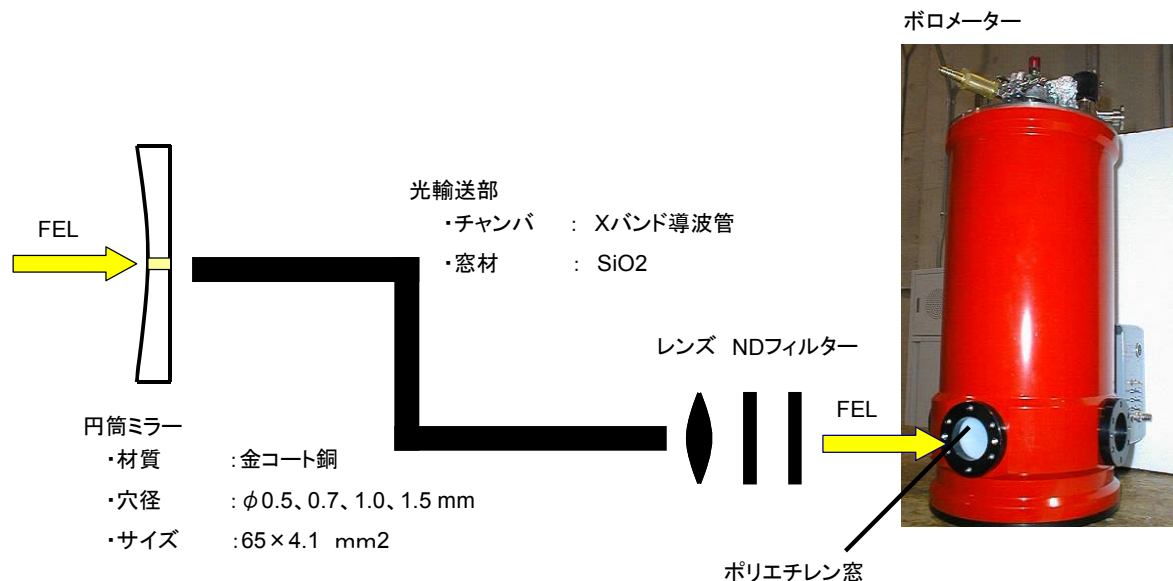 ボロメーター
光輸送部
・チャンバ : Xバンド導波管
・窓材 : SiO2
FEL
レンズ NDフィルター
FEL
円筒ミラー
・材質 :金コート銅
・穴径 :φ0.5、0.7、1.0、1.5 mm
・サイズ :65×4.1 mm2
ポリエチレン窓